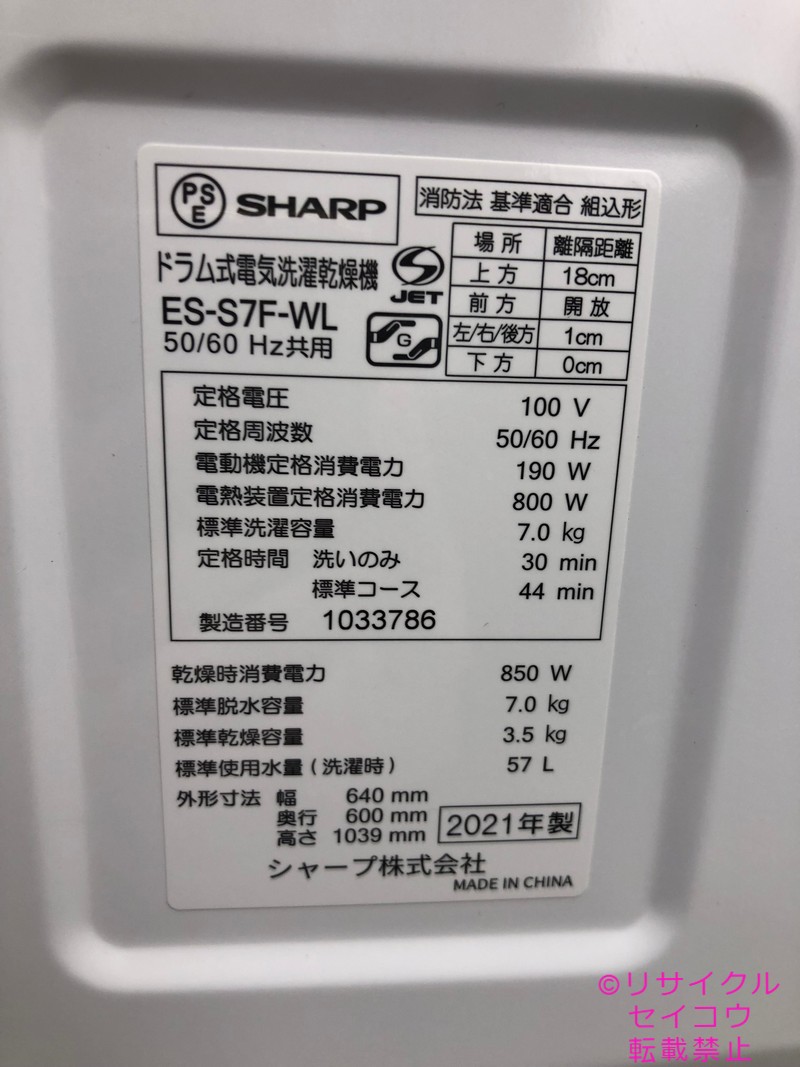 PSE SHARP
消防法 基準適合 組込形
ドラム式電気洗濯乾燥機
ES-S7F-WL
50/60 Hz共用
S JET
G
場所 離隔距離
上方 18cm
前方 開放
左/右/後方 1cm
下方 0cm
定格電圧 100 V
定格周波数 50/60 Hz
電動機定格消費電力 190 W
電熱装置定格消費電力 800 W
標準洗濯容量 7.0 kg
定格時間 洗いのみ 30 min
標準コース 44 min
製造番号 1033786
乾燥時消費電力 850 W
標準脱水容量 7.0 kg
標準乾燥容量 3.5 kg
標準使用水量(洗濯時) 57 L
外形寸法 幅 640 mm
奥行 600 mm
高さ 1039 mm
2021年製
シャープ株式会社
MADE IN CHINA
©リサイクル
セイコウ
転載禁止